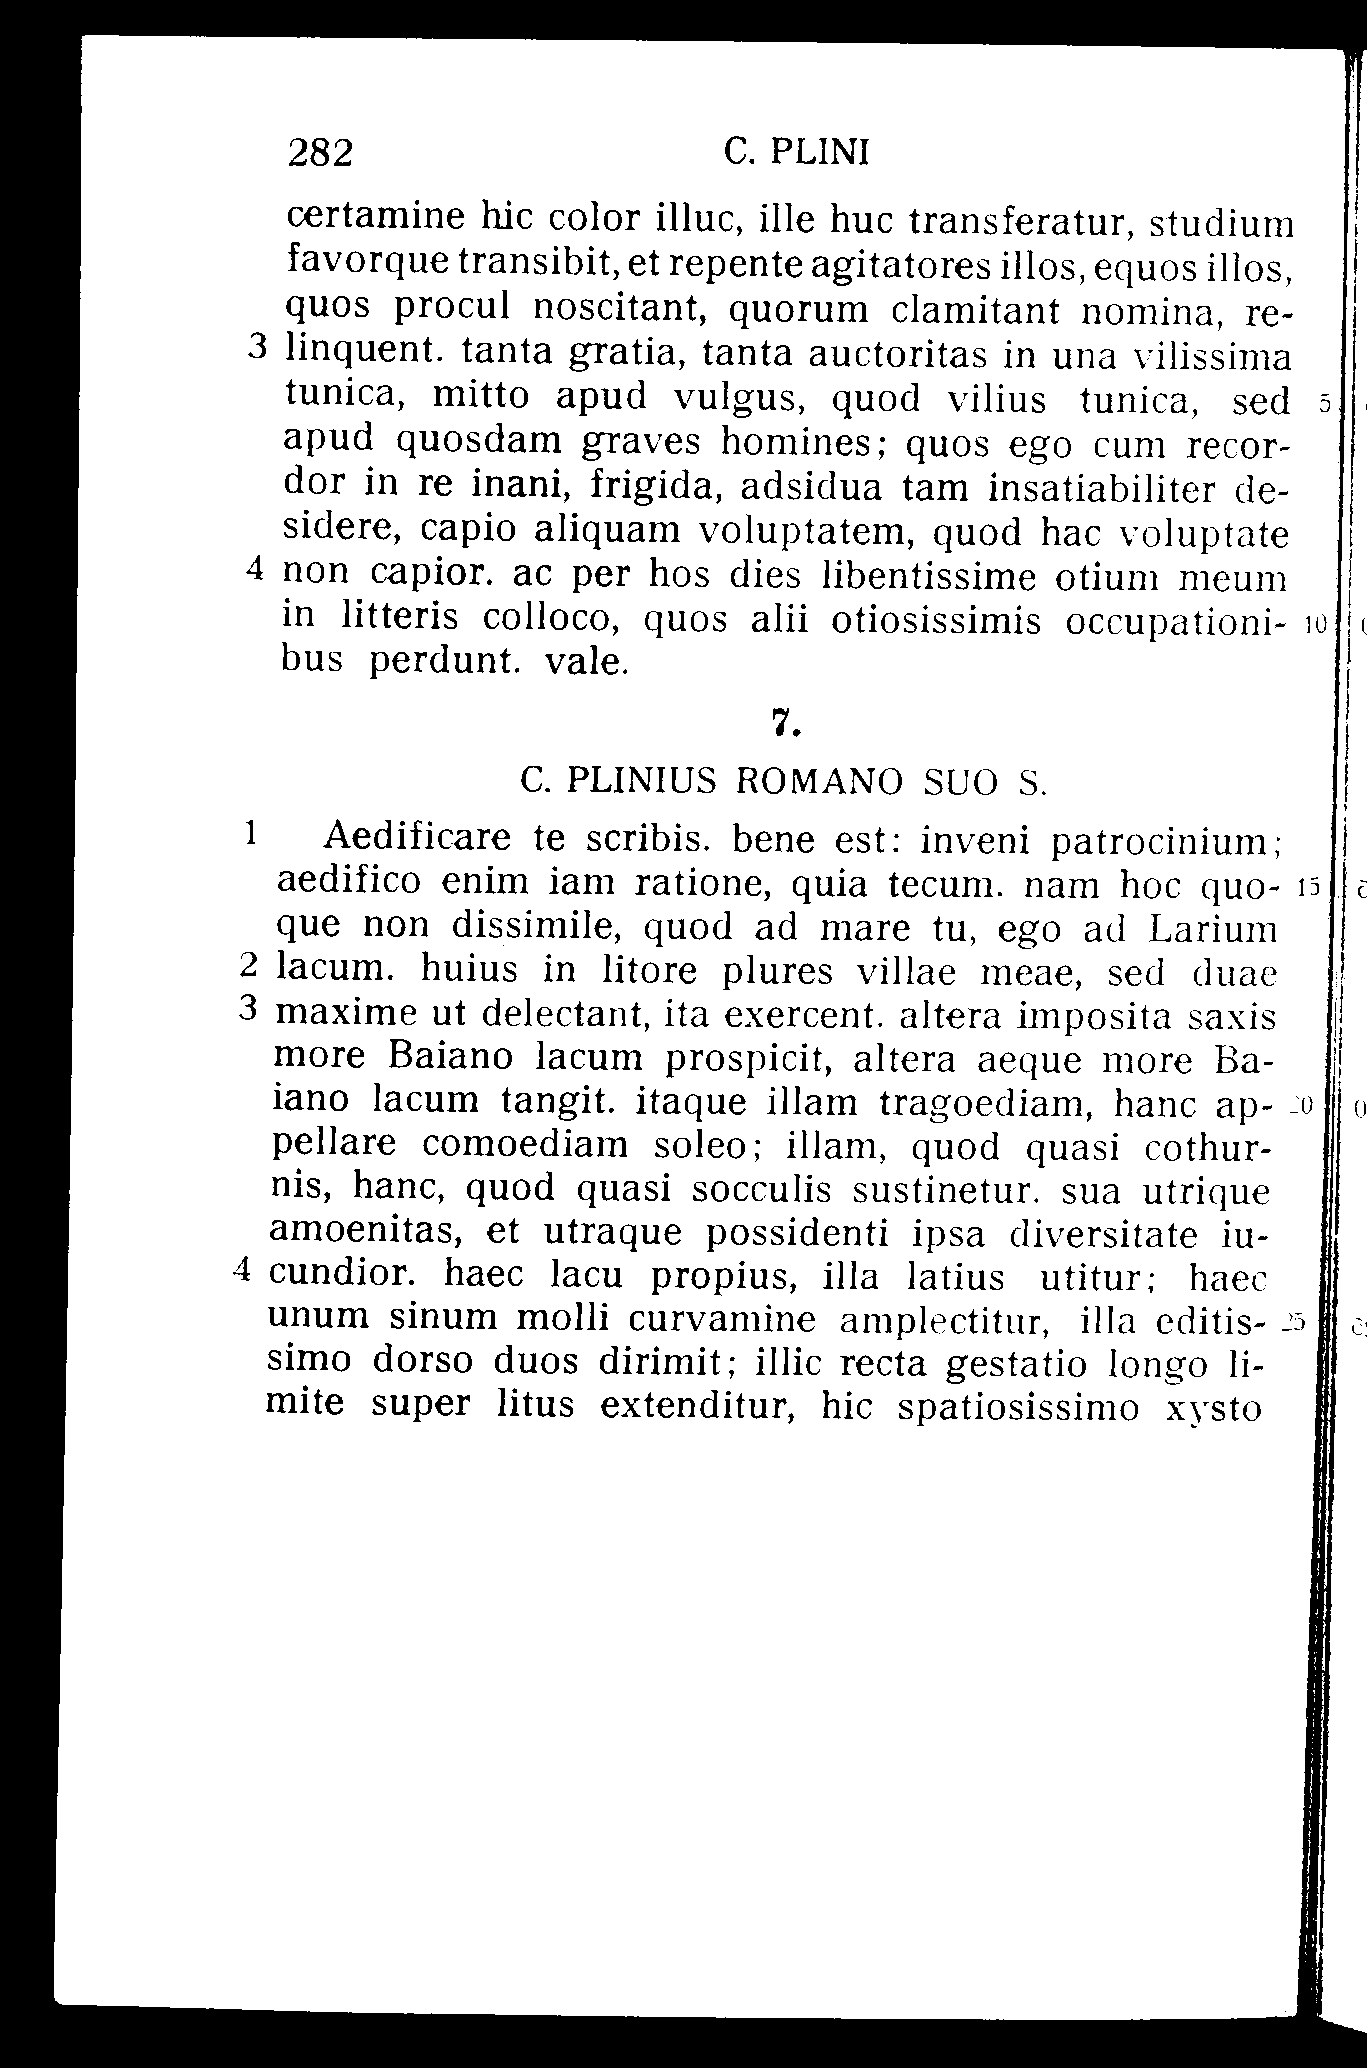 282 C. PLINI
certamine hic color illuc, ille huc transferatur, studium
favorque transibit, et repente agitatores illos, equos illos,
quos procul noscitant, quorum clamitant nomina, re-
3 linquent. tanta gratia, tanta auctoritas in una vilissima
tunica, mitto apud vulgus, quod vilius tunica, sed 5
apud quosdam graves homines; quos ego cum recor-
dor in re inani, frigida, adsidua tam insatiabiliter de-
sidere, capio aliquam voluptatem, quod hac voluptate
4 non capior. ac per hos dies libentissime otium meum
in litteris colloco, quos alii otiosissimis occupationi- 10
bus perdunt. vale.
7.
C. PLINIUS ROMANO SUO S.
1 Aedificare te scribis. bene est: inveni patrocinium;
aedifico enim iam ratione, quia tecum. nam hoc quo- 15
que non dissimile, quod ad mare tu, ego ad Larium
2 lacum. huius in litore plures villae meae, sed duae
3 maxime ut delectant, ita exercent. altera imposita saxis
more Baiano lacum prospicit, altera aeque more Ba-
iano lacum tangit. itaque illam tragoediam, hanc ap- 20
pellare comoediam soleo; illam, quod quasi cothur-
nis, hanc, quod quasi socculis sustinetur. sua utrique
amoenitas, et utraque possidenti ipsa diversitate iu-
4 cundior. haec lacu propius, illa latius utitur; haec
unum sinum molli curvamine amplectitur, illa editis- 25
simo dorso duos dirimit; illic recta gestatio longo li-
mite super litus extenditur, hic spatiosissimo xysto